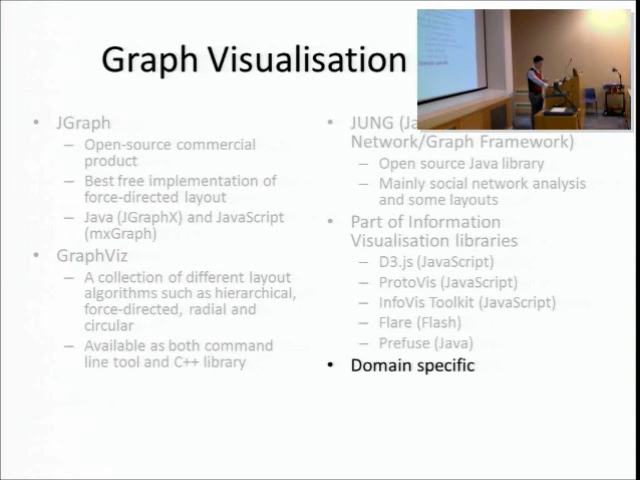 Graph Visualisation
• JGraph
– Open-source commercial
product
– Best free implementation of
force-directed layout
– Java (JGraphX) and JavaScript
(mxGraph)
• GraphViz
– A collection of different layout
algorithms such as hierarchical,
force-directed, radial and
circular
– Available as both command
line tool and C++ library
• JUNG (Ja
Network/Graph Framework)
– Open source Java library
– Mainly social network analysis
and some layouts
• Part of Information
Visualisation libraries
– D3.js (JavaScript)
– ProtoVis (JavaScript)
– InfoVis Toolkit (JavaScript)
– Flare (Flash)
– Prefuse (Java)
• Domain specific